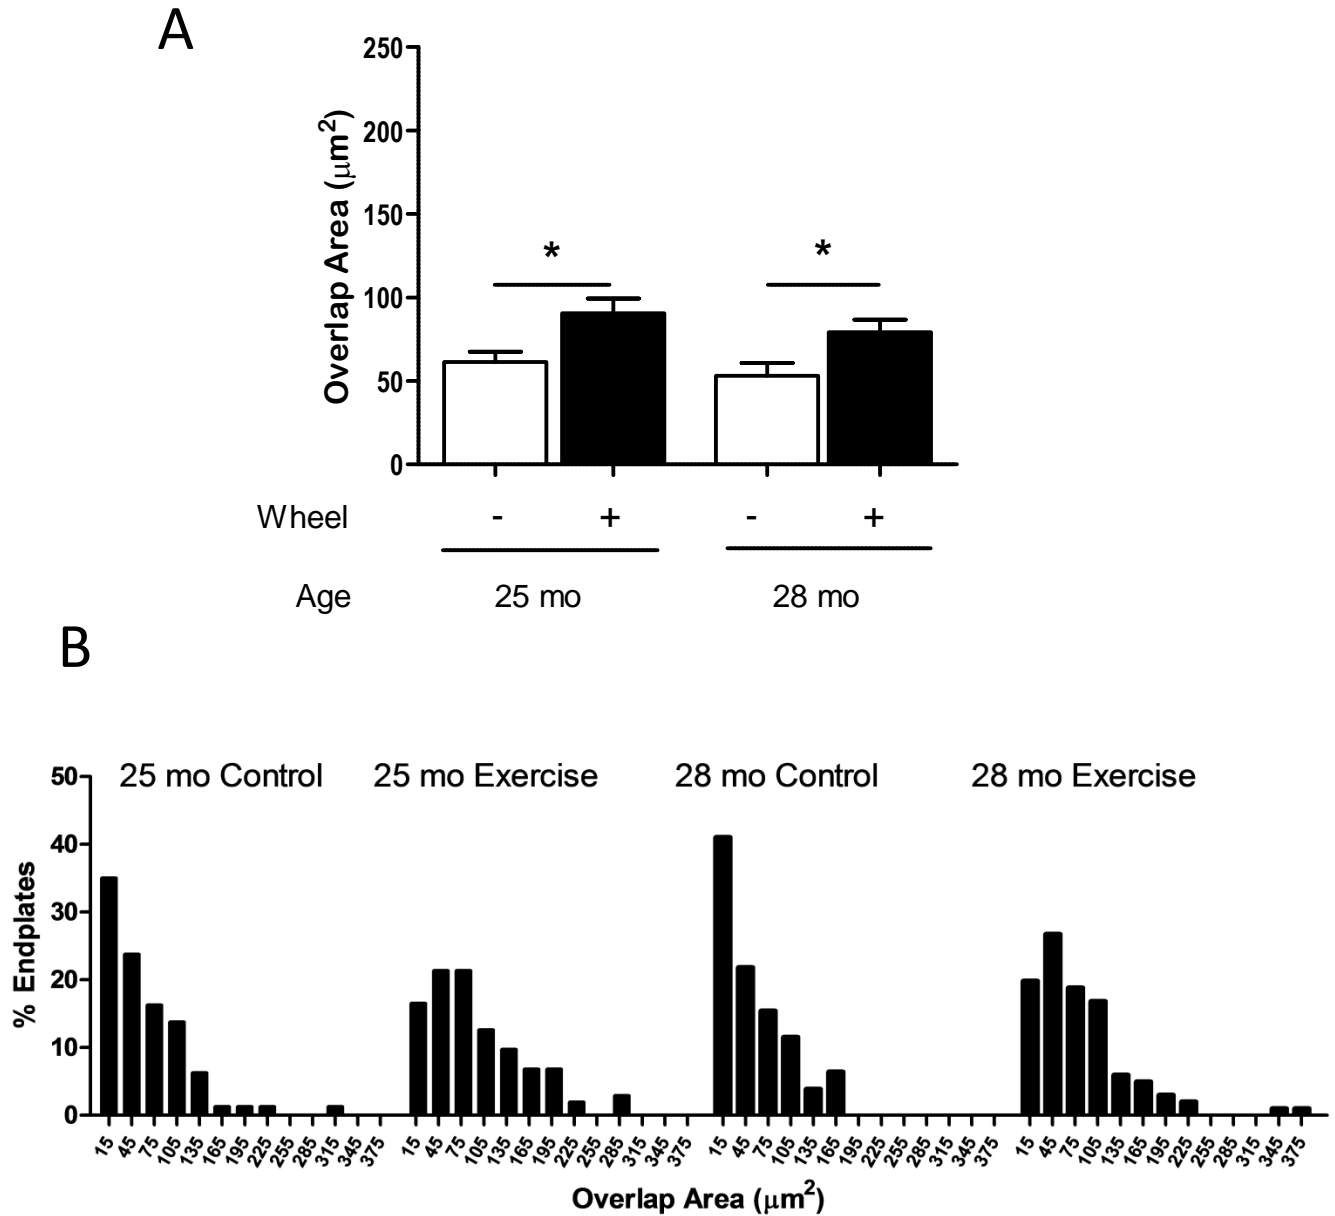 A
250
200
150
100
50
0
Overlap Area (μm²)
*
*
Wheel - + - +
Age 25 mo 28 mo
B
25 mo Control 25 mo Exercise 28 mo Control 28 mo Exercise
50
40
30
20
10
0
% Endplates
15 45 75 105 135 165 195 225 255 285 315 345 375 15 45 75 105 135 165 195 225 255 285 315 345 375 15 45 75 105 135 165 195 225 255 285 315 345 375 15 45 75 105 135 165 195 225 255 285 315 345 375
Overlap Area (μm²)